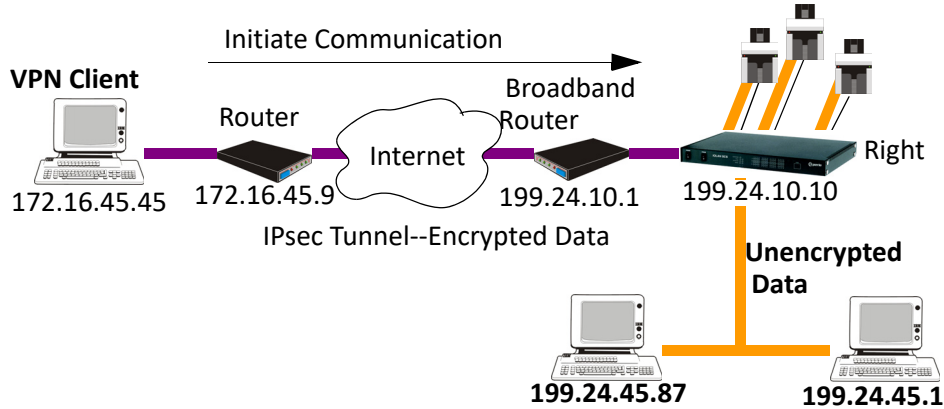 Initiate Communication
VPN Client
Router
Broadband
Router
Internet
Right
172.16.45.45
172.16.45.9
199.24.10.1
199.24.10.10
IPsec Tunnel--Encrypted Data
Unencrypted
Data
199.24.45.87
199.24.45.1